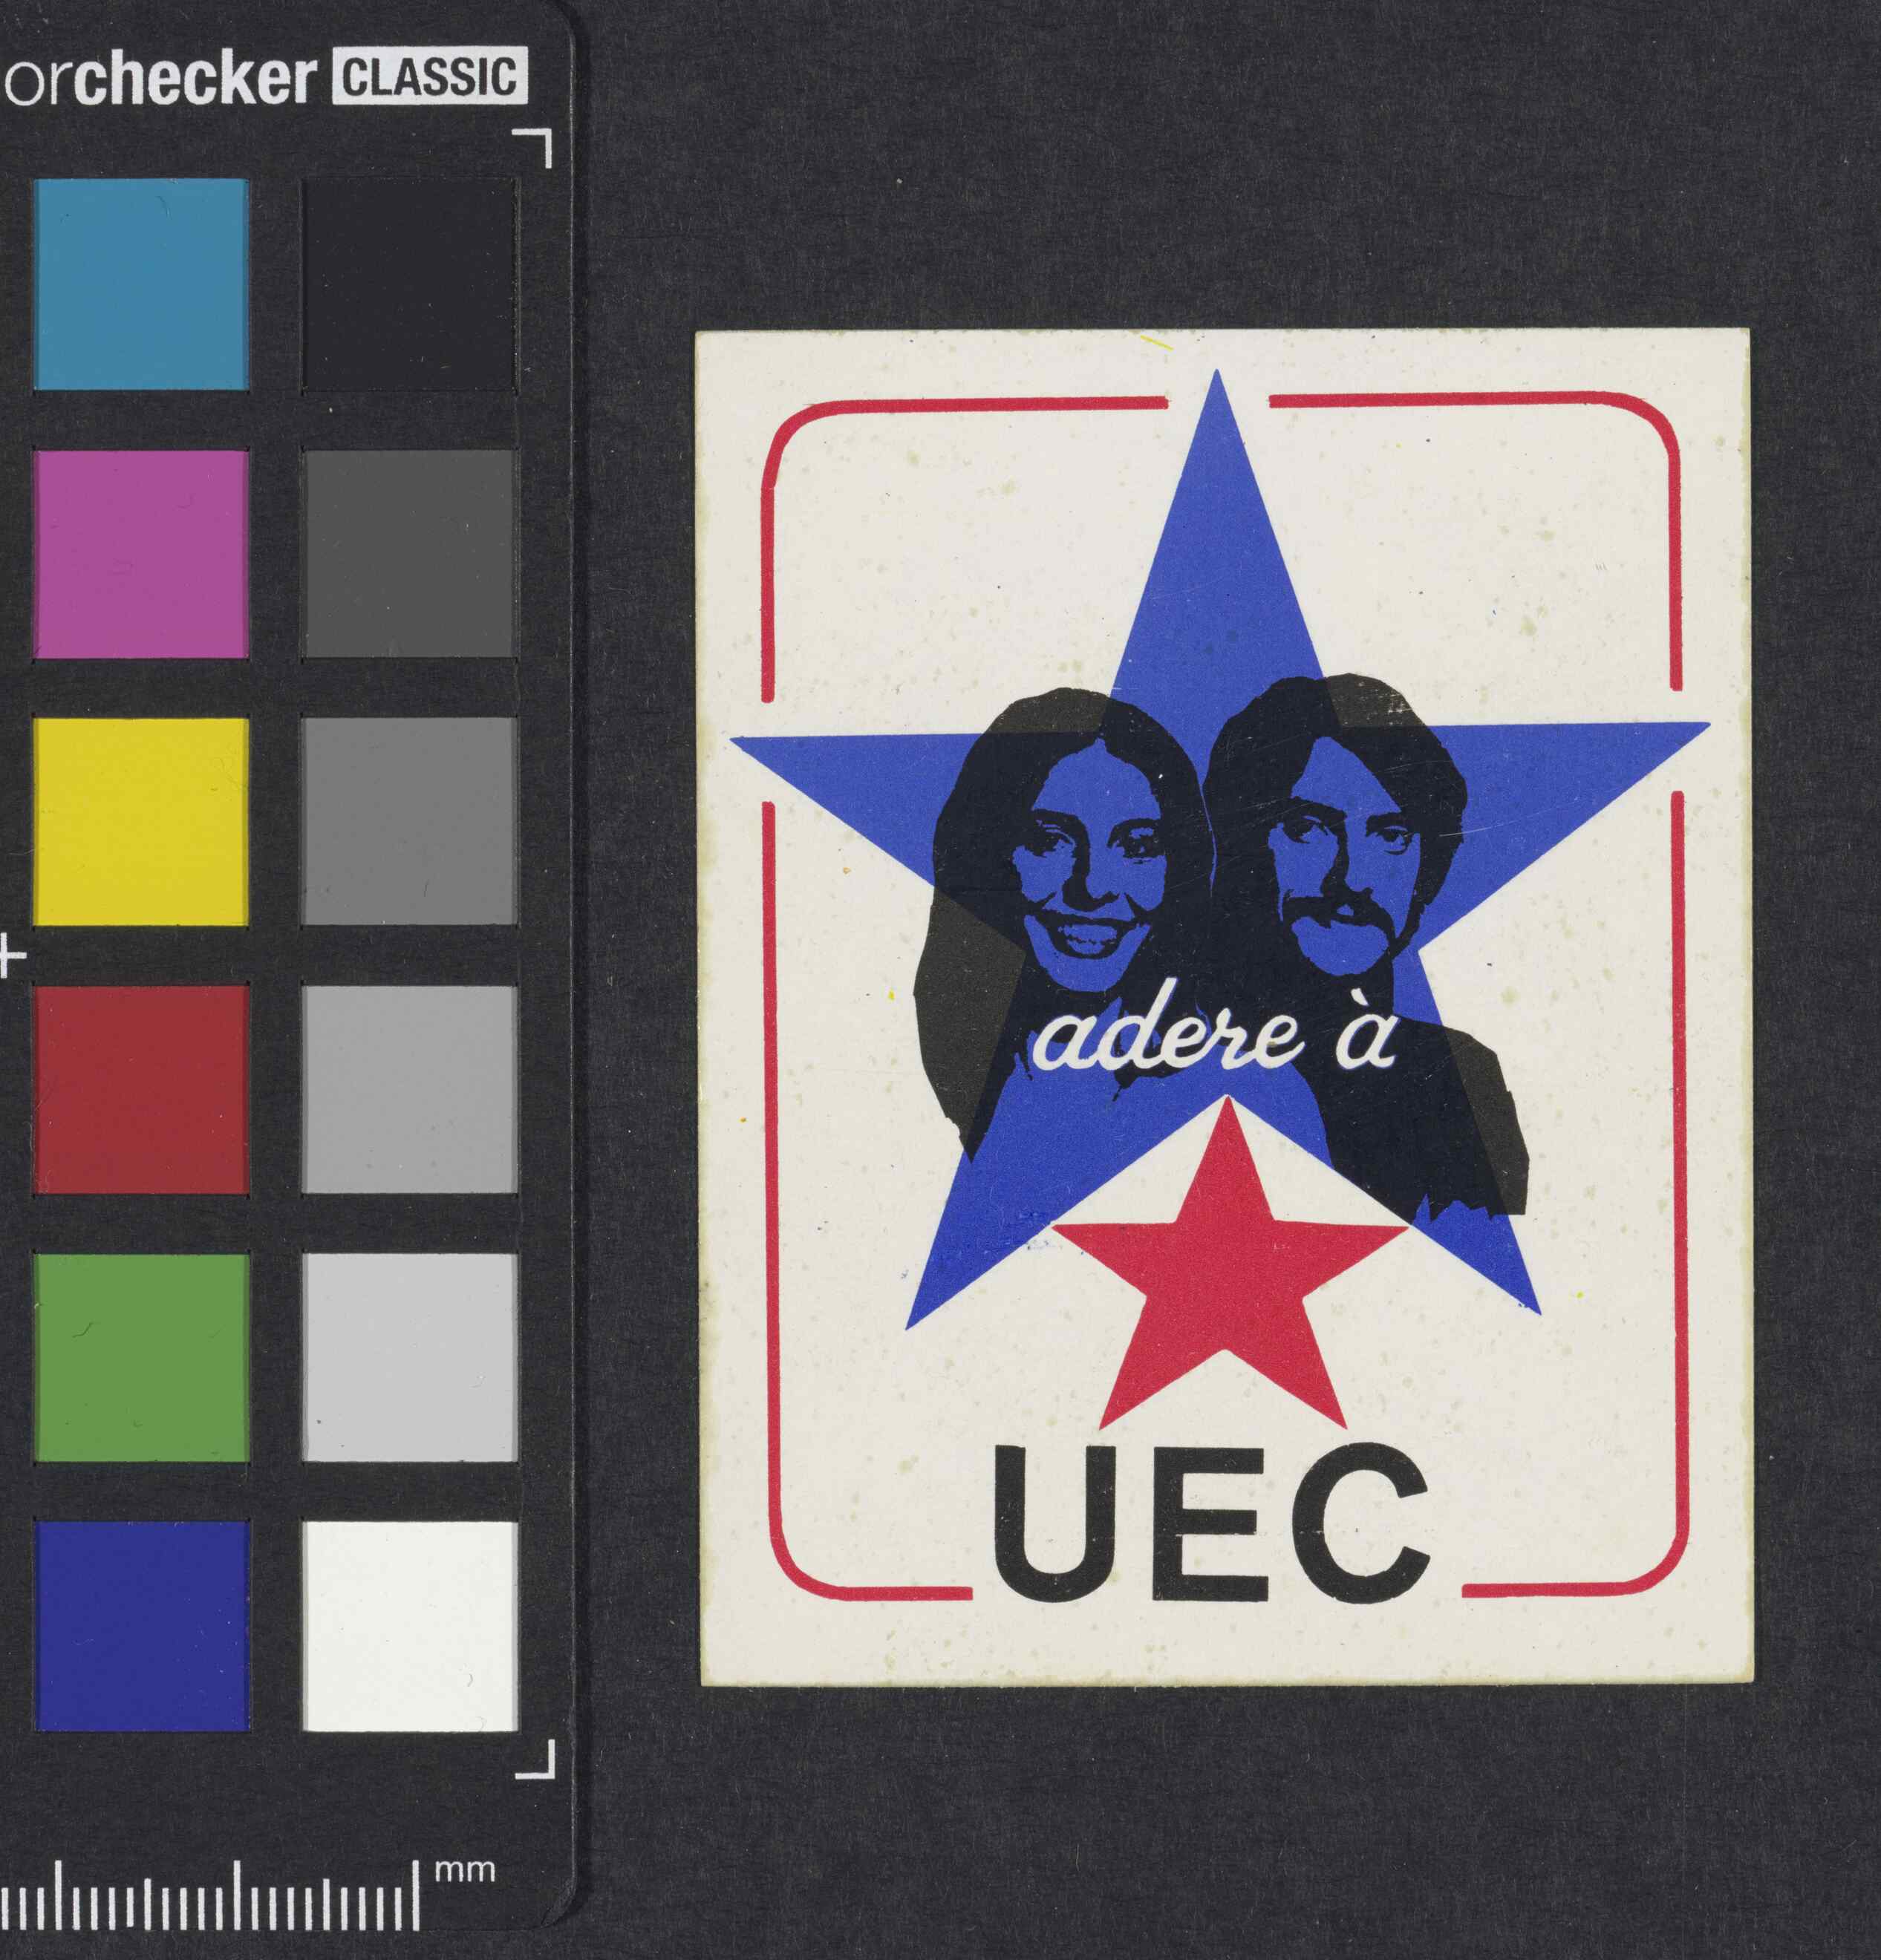 orchecker CLASSIC
adere à
UEC
mm